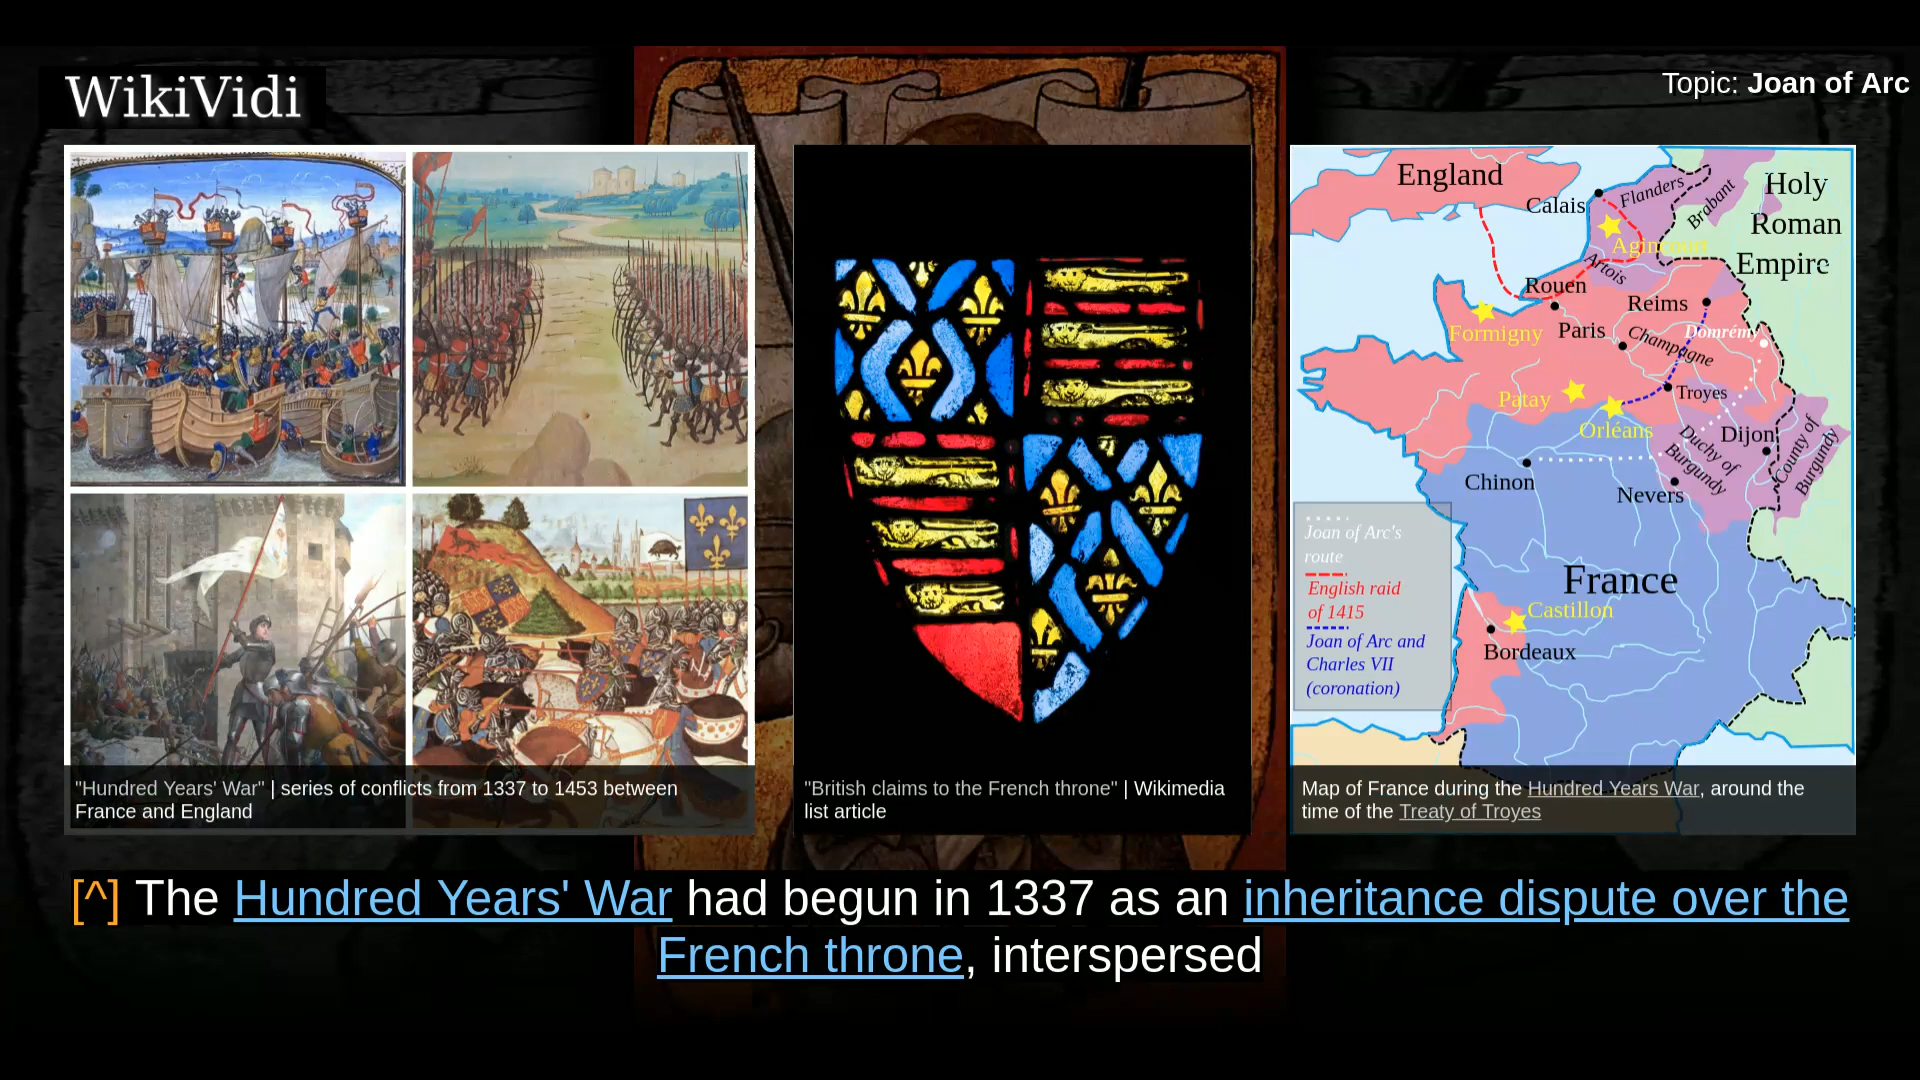 WikiVidi
Topic: Joan of Arc
England
Calais
Flanders
Brabant
Holy
Roman
Empire
Agincourt
Artois
Rouen
Reims
Formigny
Paris
Champagne
Domrémy
Patay
Troyes
Orléans
Duchy of
Burgundy
Dijon
County of
Burgundy
Chinon
Nevers
Joan of Arc's
route
English raid
of 1415
Joan of Arc and
Charles VII
(coronation)
France
Castillon
Bordeaux
"Hundred Years' War" | series of conflicts from 1337 to 1453 between
France and England
"British claims to the French throne" | Wikimedia
list article
Map of France during the Hundred Years War, around the
time of the Treaty of Troyes
[^] The Hundred Years' War had begun in 1337 as an inheritance dispute over the
French throne, interspersed